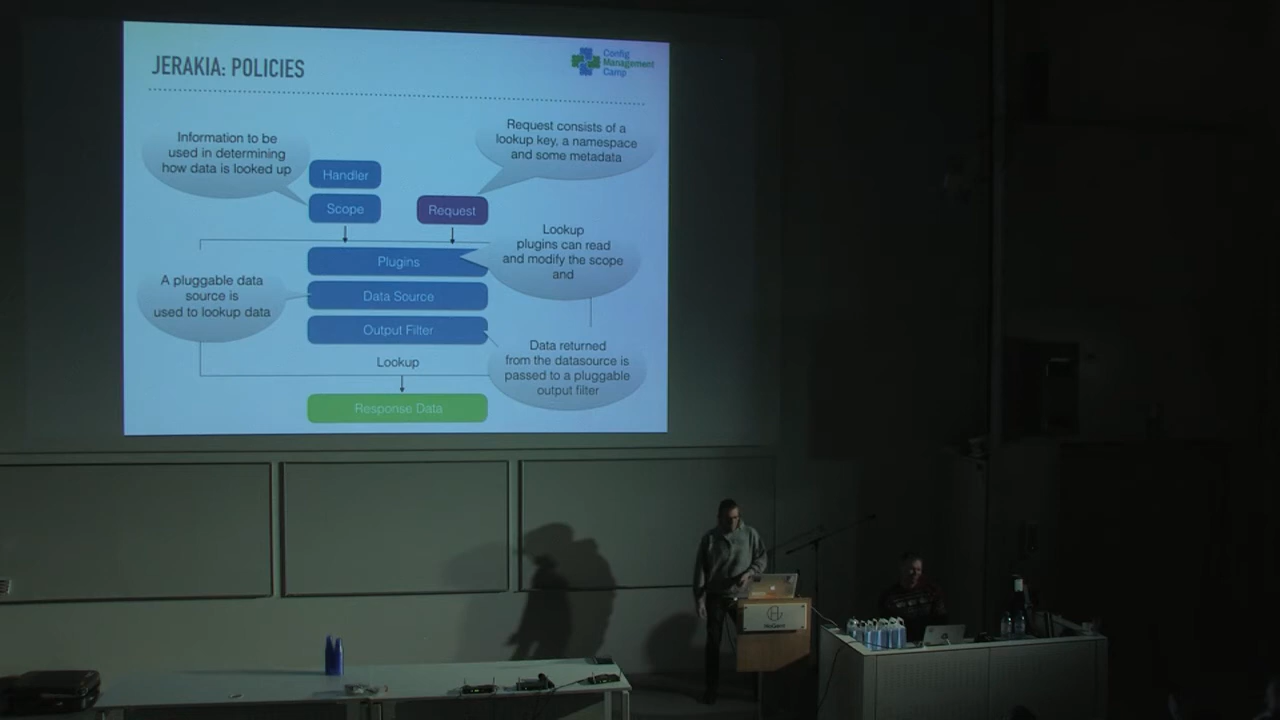 JERAKIA: POLICIES
Config
Management
Camp
Information to be
used in determining
how data is looked up
Request consists of a
lookup key, a namespace
and some metadata
Handler
Scope
Request
Lookup
plugins can read
and modify the scope
and
Plugins
A pluggable data
source is
used to lookup data
Data Source
Output Filter
Data returned
from the datasource is
passed to a pluggable
output filter
Lookup
Response Data
HoGent